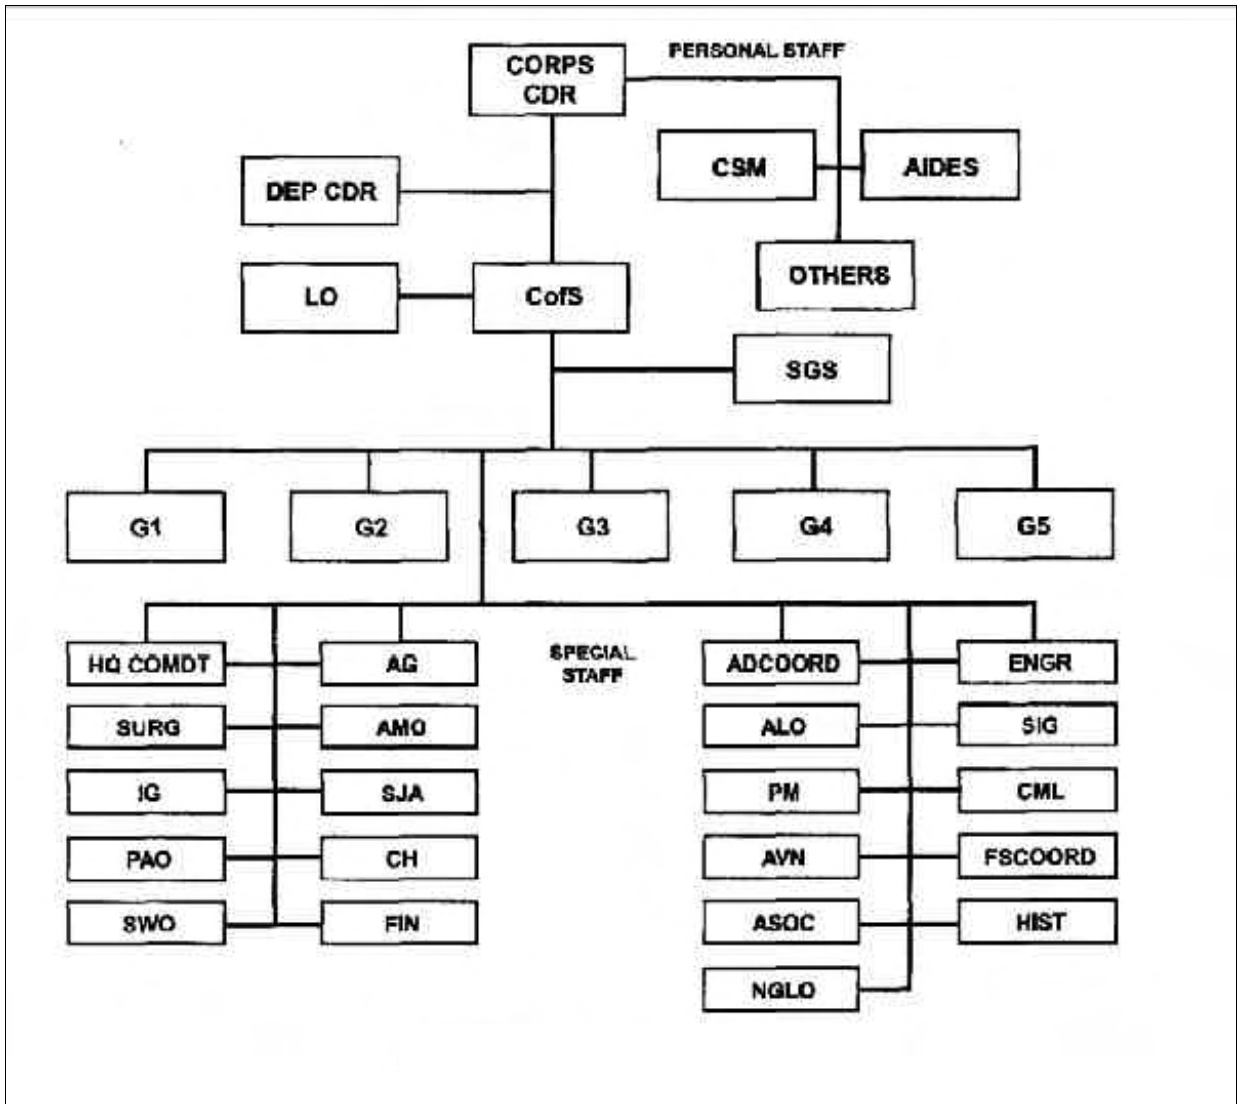 PERSONAL STAFF
CORPS
CDR
CSM
AIDES
DEP CDR
OTHERS
LO
CofS
SGS
G1
G2
G3
G4
G5
HQ COMDT
AG
SPECIAL
STAFF
ADCOORD
ENGR
SURG
AMO
ALO
SIG
IG
SJA
PM
CML
PAO
CH
AVN
FSCOORD
SWO
FIN
ASOC
HIST
NGLO